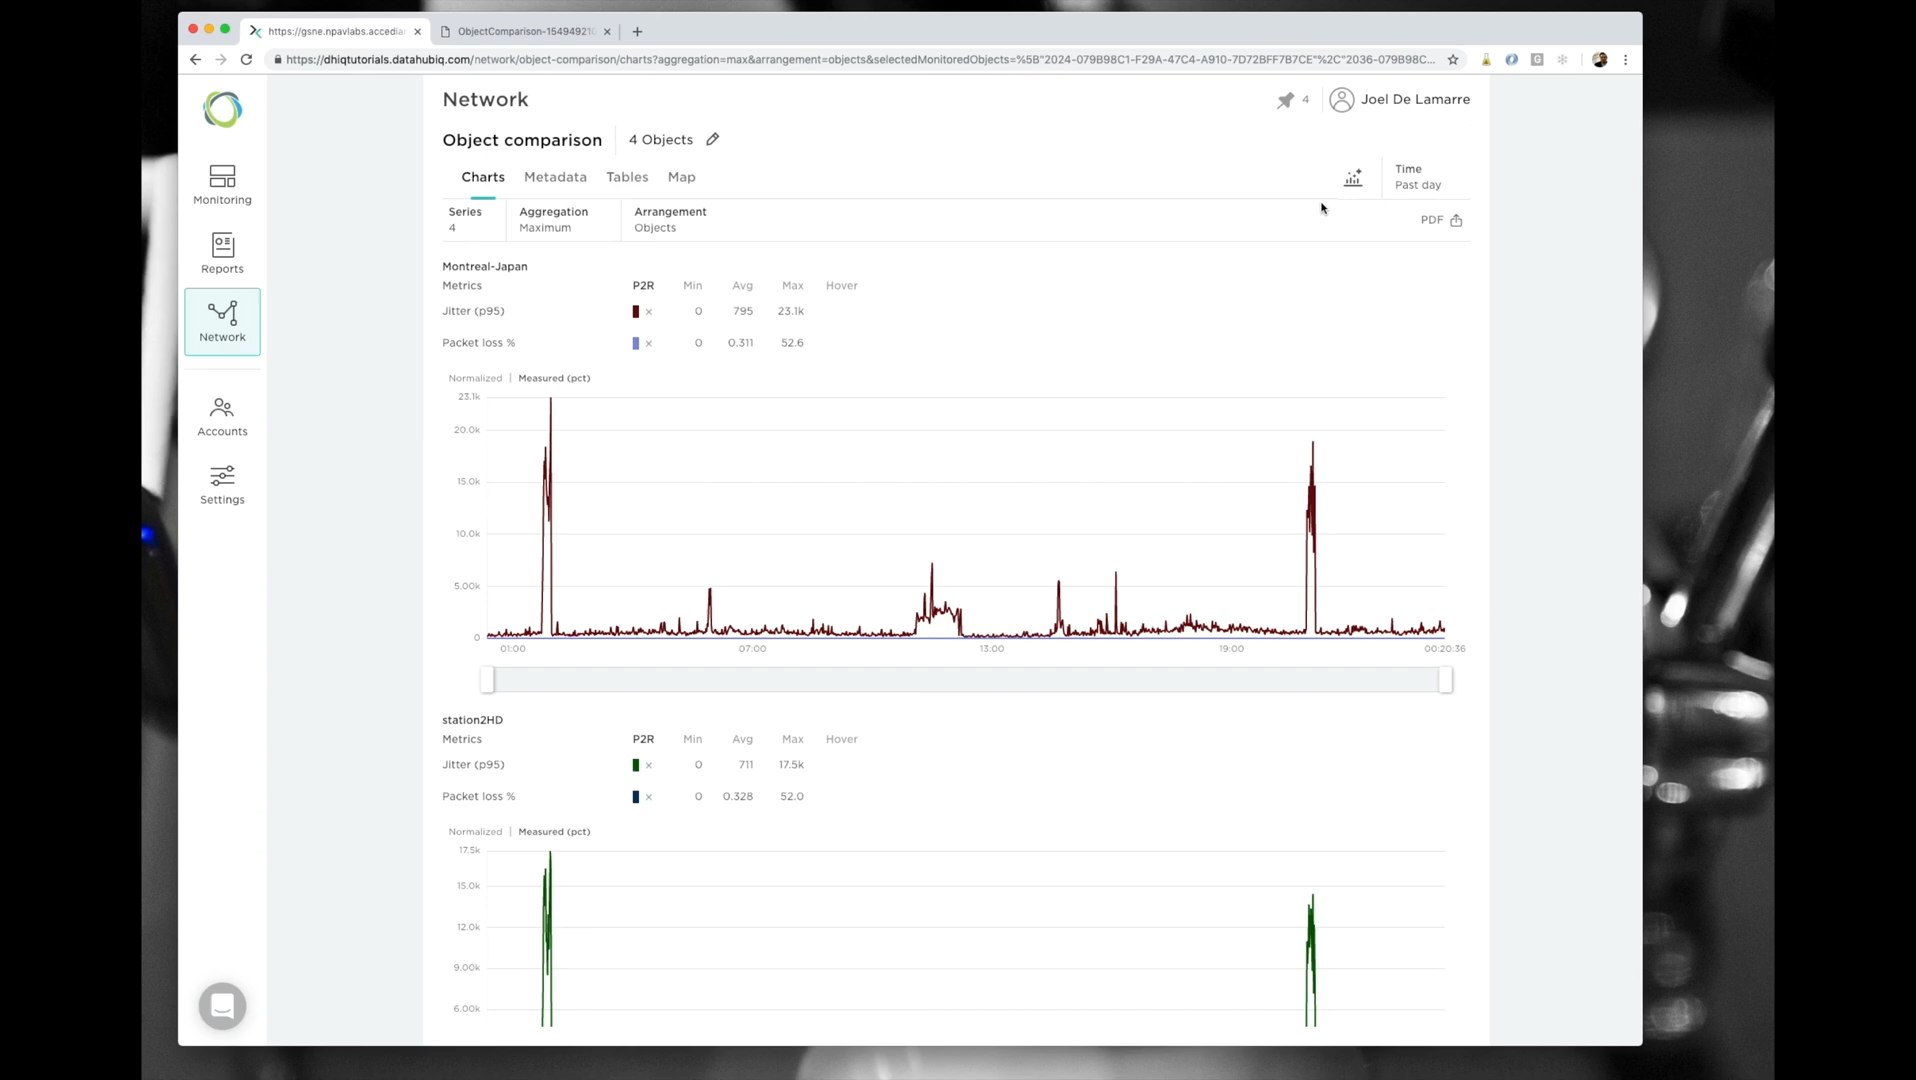 https://gsne.npavlabs.accedia
ObjectComparison-154949210
https://dhiqtutorials.datahubiq.com/network/object-comparison/charts?aggregation=max&arrangement=objects&selectedMonitoredObjects=%5B"2024-079B98C1-F29A-47C4-A910-7D72BFF7B7CE"%2C"2036-079B98C...
Network
4
Joel De Lamarre
Object comparison
4 Objects
Charts
Metadata
Tables
Map
Time
Past day
Series
4
Aggregation
Maximum
Arrangement
Objects
PDF
Monitoring
Reports
Network
Accounts
Settings
Montreal-Japan
Metrics P2R Min Avg Max Hover
Jitter (p95) × 0 795 23.1k
Packet loss % × 0 0.311 52.6
Normalized | Measured (pct)
23.1k
20.0k
15.0k
10.0k
5.00k
0
01:00 07:00 13:00 19:00 00:20:36
station2HD
Metrics P2R Min Avg Max Hover
Jitter (p95) × 0 711 17.5k
Packet loss % × 0 0.328 52.0
Normalized | Measured (pct)
17.5k
15.0k
12.0k
9.00k
6.00k